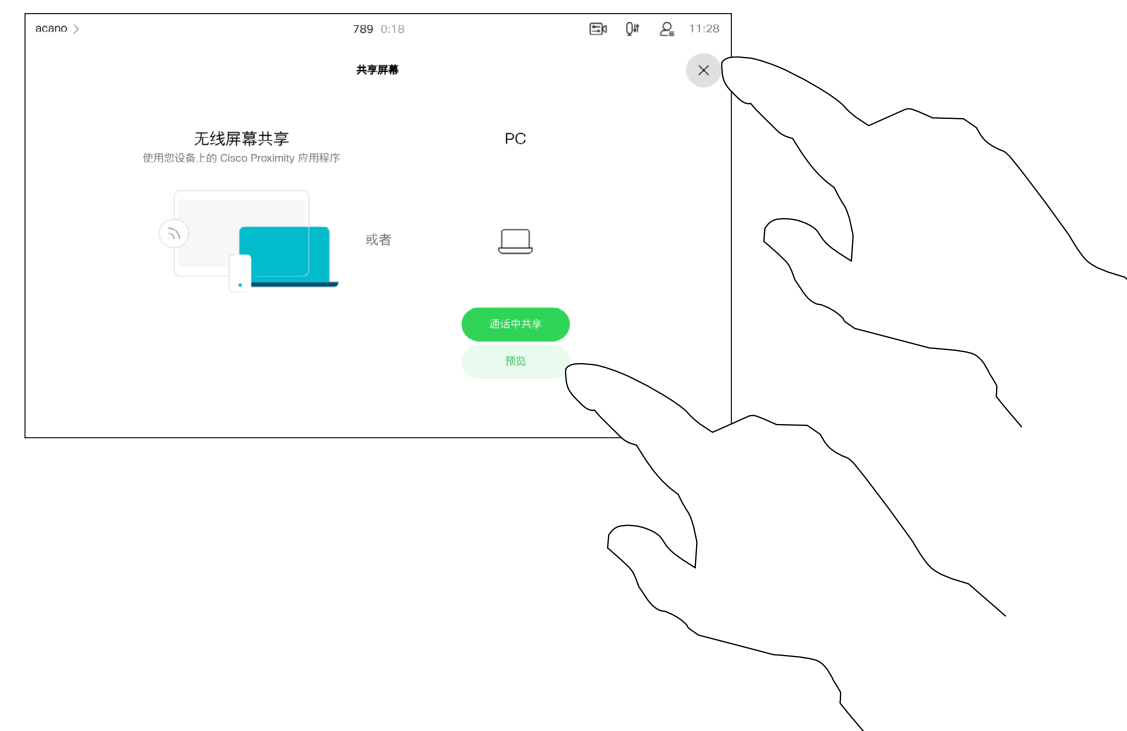 acano
789 0:18
11:28
共享屏幕
无线屏幕共享
使用您设备上的 Cisco Proximity 应用程序
或者
PC
通话中共享
预览